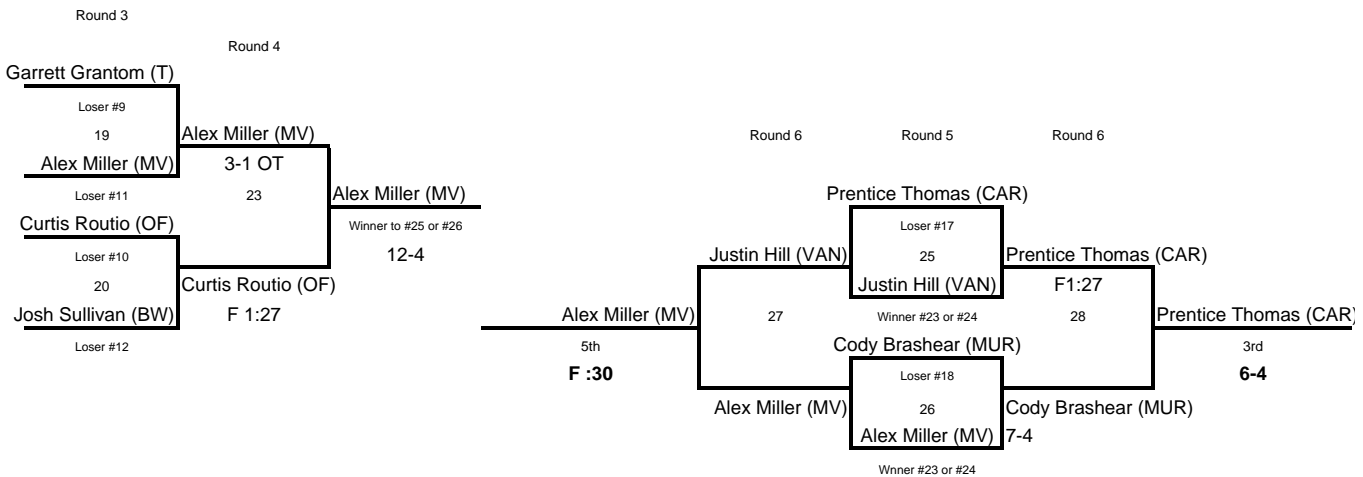 Round 3
Round 4
Garrett Grantom (T)
Loser #9
19
Alex Miller (MV)
Alex Miller (MV)
3-1 OT
Loser #11
23
Alex Miller (MV)
Curtis Routio (OF)
Winner to #25 or #26
Loser #10
12-4
20
Curtis Routio (OF)
Josh Sullivan (BW)
F 1:27
Loser #12
Round 6
Round 5
Round 6
Prentice Thomas (CAR)
Loser #17
Justin Hill (VAN)
25
Prentice Thomas (CAR)
Justin Hill (VAN)
F1:27
Alex Miller (MV)
27
Winner #23 or #24
28
Prentice Thomas (CAR)
5th
Cody Brashear (MUR)
3rd
F :30
Loser #18
6-4
Alex Miller (MV)
26
Cody Brashear (MUR)
Alex Miller (MV)
7-4
Wnner #23 or #24